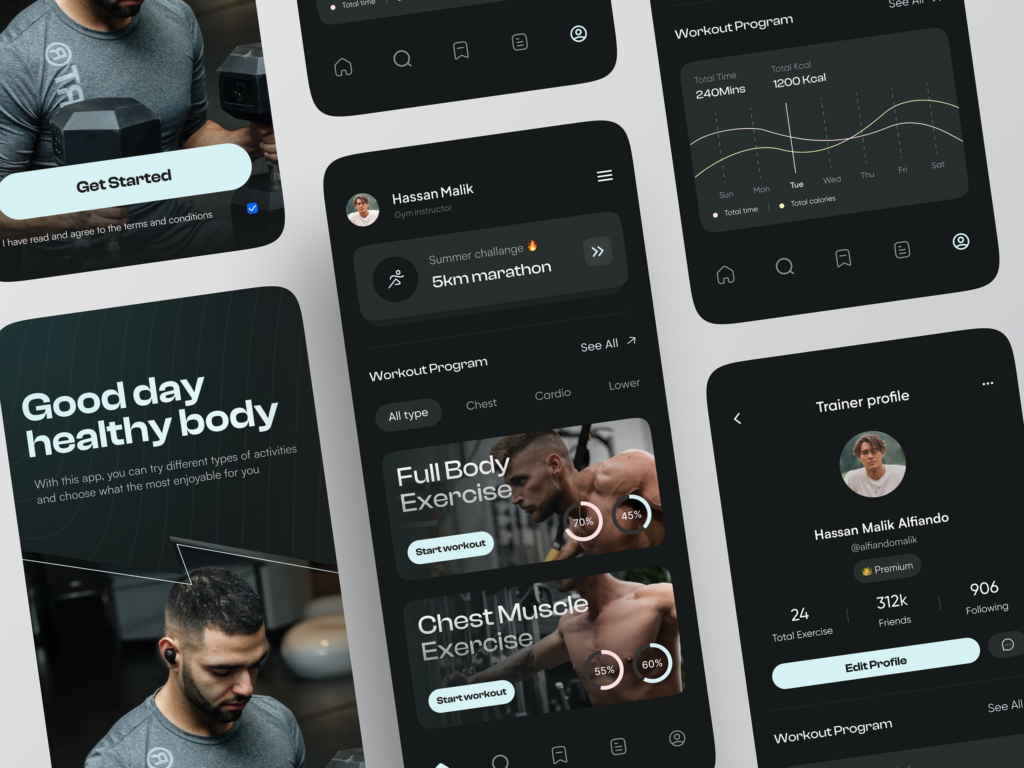 Get Started
I have read and agree to the terms and conditions
Good day
healthy body
With this app, you can try different types of activities
and choose what the most enjoyable for you
Total time
Hassan Malik
Gym instructor
Summer challange 🔥
5km marathon
Workout Program
See All
All type
Chest
Cardio
Lower
Full Body
Exercise
70%
45%
Start workout
Chest Muscle
Exercise
55%
60%
Start workout
Workout Program
See All
Total Time
240Mins
Total Kcal
1200 Kcal
Sun
Mon
Tue
Wed
Thu
Fri
Sat
Total time
Total calories
Trainer profile
Hassan Malik Alfiando
@alfiandomalik
Premium
24
Total Exercise
312k
Friends
906
Following
Edit Profile
Workout Program
See All